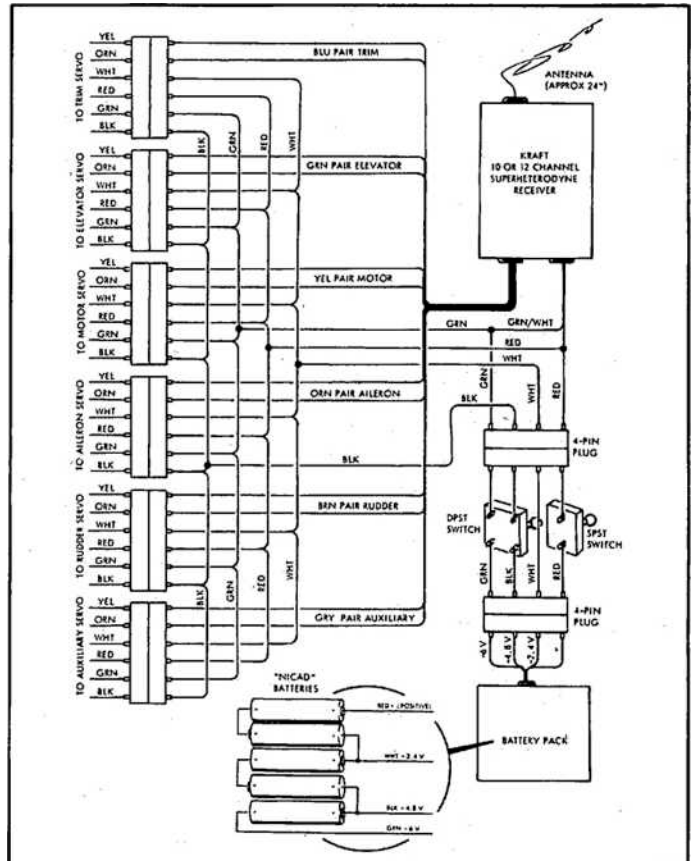 YEL
ORN
WHT
RED
GRN
BLK
TO TRIM SERVO
BLU PAIR TRIM
ANTENNA
(APPROX 24")
KRAFT
10 OR 12 CHANNEL
SUPERHETERODYNE
RECEIVER
BLK
GRN
RED
WHT
YEL
ORN
WHT
RED
GRN
BLK
TO ELEVATOR SERVO
GRN PAIR ELEVATOR
YEL
ORN
WHT
RED
GRN
BLK
TO MOTOR SERVO
YEL PAIR MOTOR
GRN
GRN/WHT
RED
WHT
YEL
ORN
WHT
RED
GRN
BLK
TO AILERON SERVO
ORN PAIR AILERON
BLK
GRN
WHT
RED
BLK
4-PIN
PLUG
YEL
ORN
WHT
RED
GRN
BLK
TO RUDDER SERVO
BRN PAIR RUDDER
DPST
SWITCH
SPST
SWITCH
BLK
GRN
RED
WHT
GRN
BLK
WHT
RED
YEL
ORN
WHT
RED
GRN
BLK
TO AUXILIARY SERVO
GRY PAIR AUXILIARY
4-PIN
PLUG
-6 V
-4.8 V
-2.4 V
"NICAD"
BATTERIES
RED + (POSITIVE)
WHT -2.4 V
BLK -4.8 V
GRN -6 V
BATTERY PACK